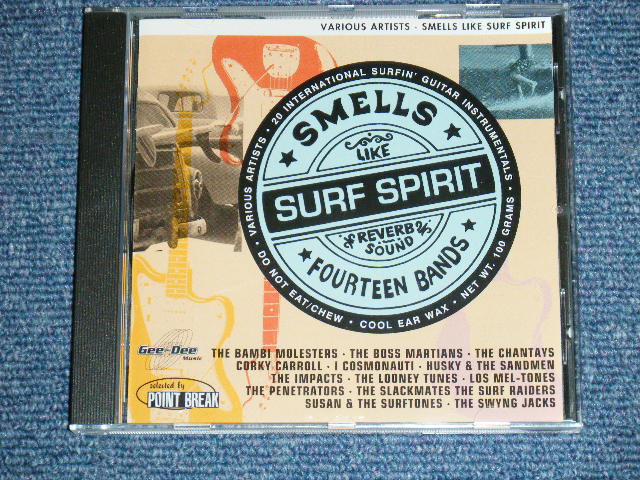 VARIOUS ARTISTS - SMELLS LIKE SURF SPIRIT
• VARIOUS ARTISTS • 20 INTERNATIONAL SURFIN' GUITAR INSTRUMENTALS •
SMELLS
LIKE
SURF SPIRIT
REVERB
SOUND
FOURTEEN BANDS
DO NOT EAT/CHEW • COOL EAR WAX • NET WT. 100 GRAMS
Gee-Dee
Music
selected by
POINT BREAK
THE BAMBI MOLESTERS · THE BOSS MARTIANS · THE CHANTAYS
CORKY CARROLL · I COSMONAUTI · HUSKY & THE SANDMEN
THE IMPACTS · THE LOONEY TUNES · LOS MEL-TONES
THE PENETRATORS · THE SLACKMATES THE SURF RAIDERS
SUSAN & THE SURFTONES · THE SWYNG JACKS